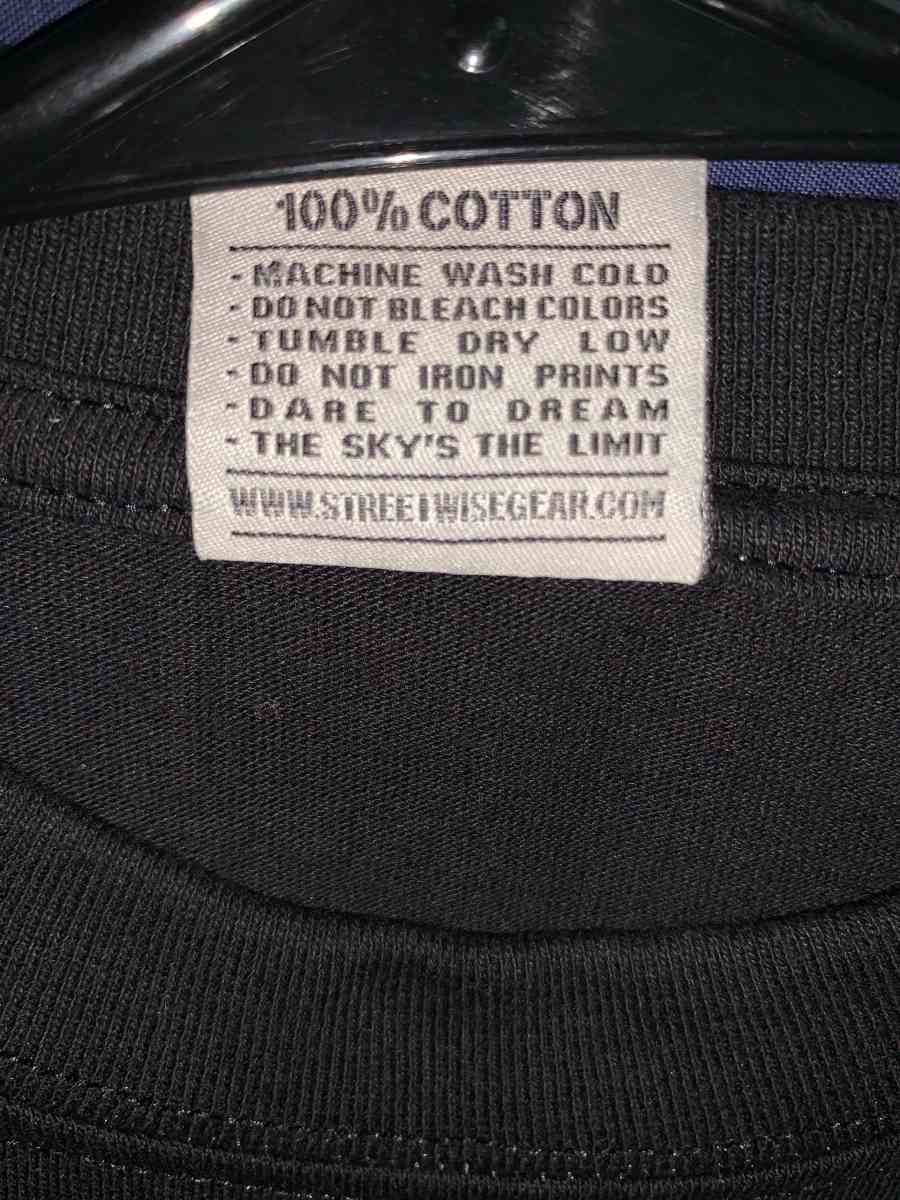 100% COTTON
- MACHINE WASH COLD
- DO NOT BLEACH COLORS
- TUMBLE DRY LOW
- DO NOT IRON PRINTS
- DARE TO DREAM
- THE SKY'S THE LIMIT
WWW.STREETWISEGEAR.COM